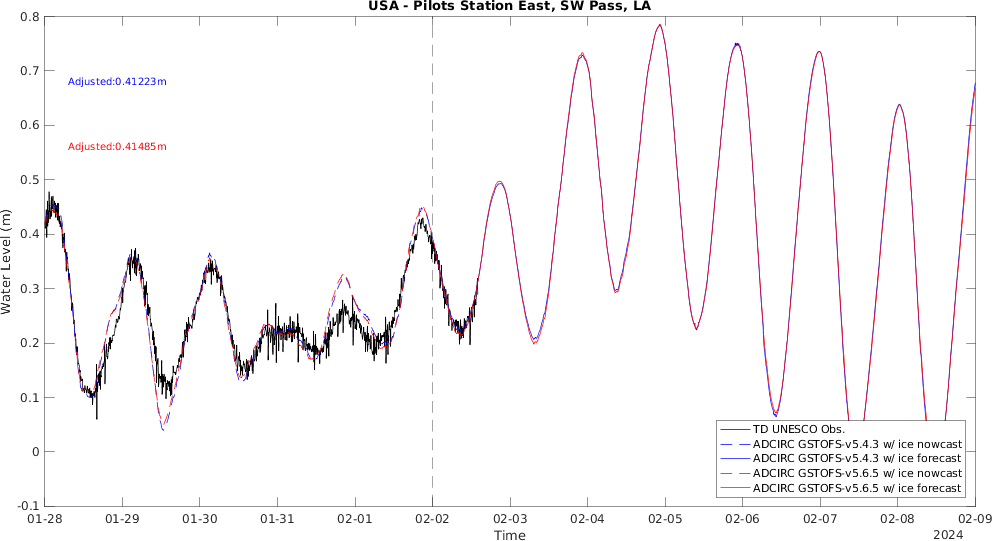 USA - Pilots Station East, SW Pass, LA
0.8
0.7
0.6
0.5
0.4
0.3
0.2
0.1
0
-0.1
Water Level (m)
Adjusted:0.41223m
Adjusted:0.41485m
TD UNESCO Obs.
ADCIRC GSTOFS-v5.4.3 w/ ice nowcast
ADCIRC GSTOFS-v5.4.3 w/ ice forecast
ADCIRC GSTOFS-v5.6.5 w/ ice nowcast
ADCIRC GSTOFS-v5.6.5 w/ ice forecast
01-28 01-29 01-30 01-31 02-01 02-02 02-03 02-04 02-05 02-06 02-07 02-08 02-09
Time
2024